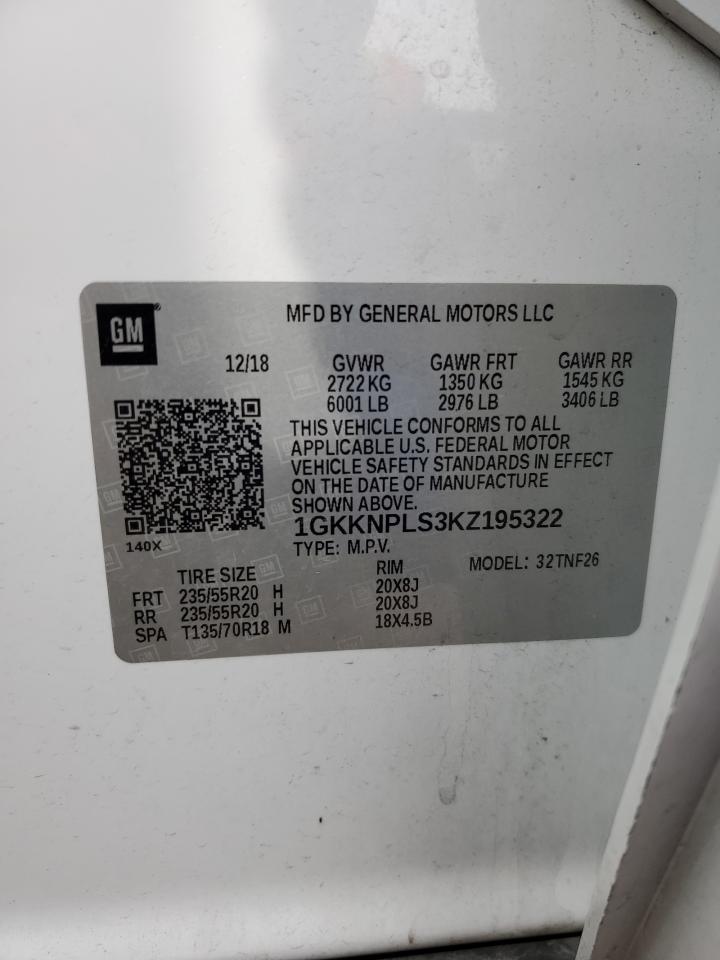 GM
MFD BY GENERAL MOTORS LLC
12/18 GVWR GAWR FRT GAWR RR
2722 KG 1350 KG 1545 KG
6001 LB 2976 LB 3406 LB
THIS VEHICLE CONFORMS TO ALL
APPLICABLE U.S. FEDERAL MOTOR
VEHICLE SAFETY STANDARDS IN EFFECT
ON THE DATE OF MANUFACTURE
SHOWN ABOVE.
1GKKNPLS3KZ195322
140X
TYPE: M.P.V. MODEL: 32TNF26
TIRE SIZE RIM
FRT 235/55R20 H 20X8J
RR 235/55R20 H 20X8J
SPA T135/70R18 M 18X4.5B